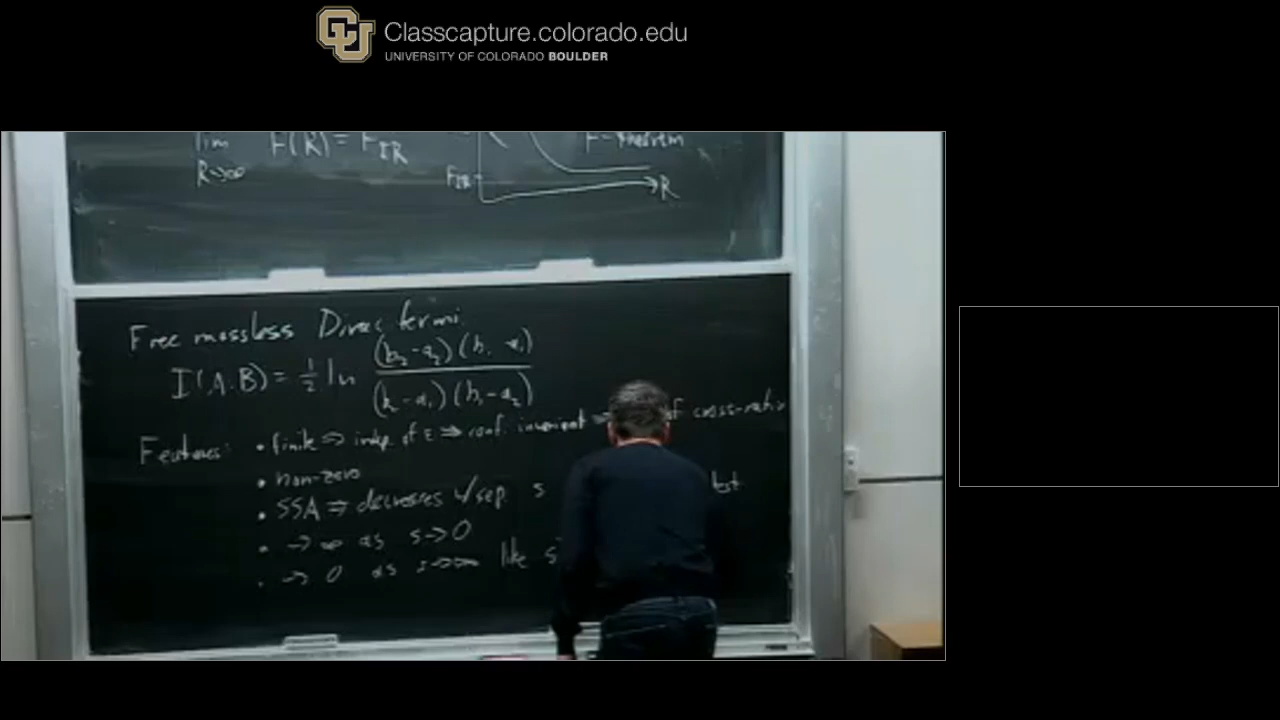 Classcapture.colorado.edu
UNIVERSITY OF COLORADO BOULDER
lim F(R) = F_IR
R→∞
F-theorem
F_IR
R
Free massless Dirac fermi
I(A:B) = 1/2 ln (b₂-a₂)(b₁-a₁) / (b₂-a₁)(b₁-a₂)
Features: • finite ⇒ indep. of ε ⇒ conf. invariant ⇒ of cross-ratio
• non-zero
• SSA ⇒ decreases w/ sep. s test
• → ∞ as s→0
• → 0 as s→∞ like s